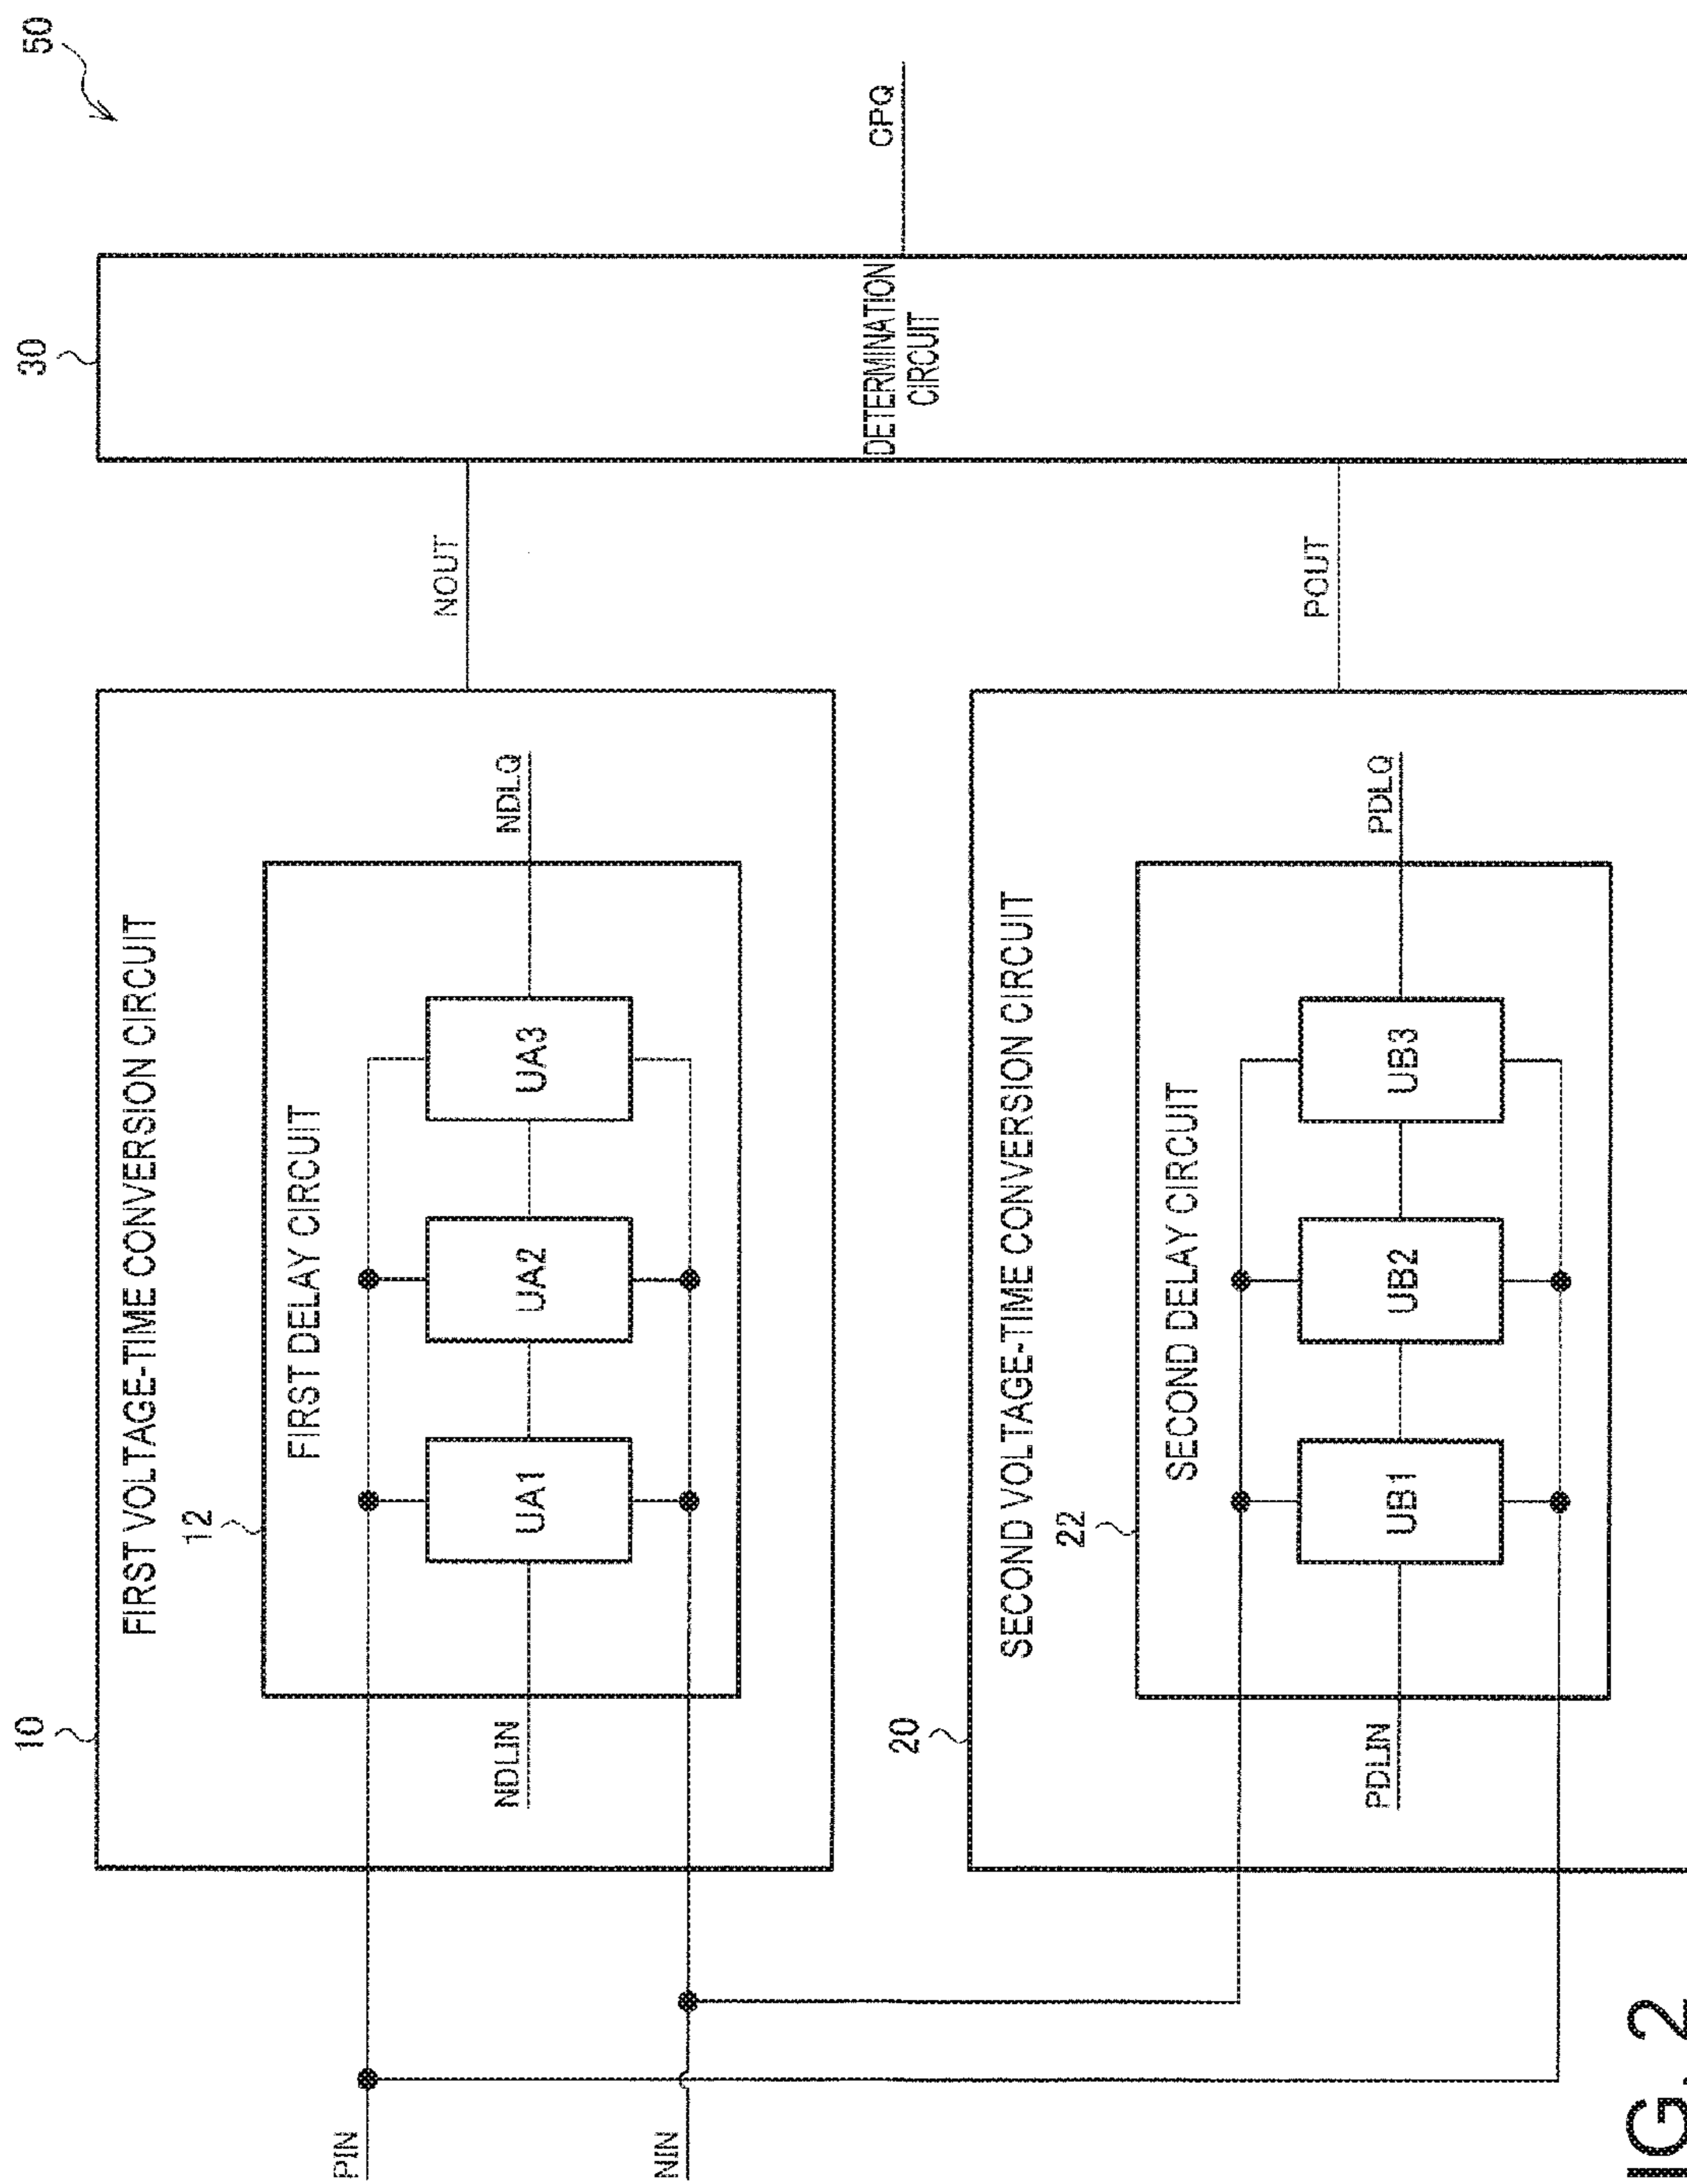 50
30
10
FIRST VOLTAGE-TIME CONVERSION CIRCUIT
12
FIRST DELAY CIRCUIT
PIN
UA1
UA2
UA3
NDLIN
NDLQ
NOUT
NIN
DETERMINATION
CIRCUIT
CPQ
20
SECOND VOLTAGE-TIME CONVERSION CIRCUIT
22
SECOND DELAY CIRCUIT
UB1
UB2
UB3
PDLIN
PDLQ
POUT
IG. 2